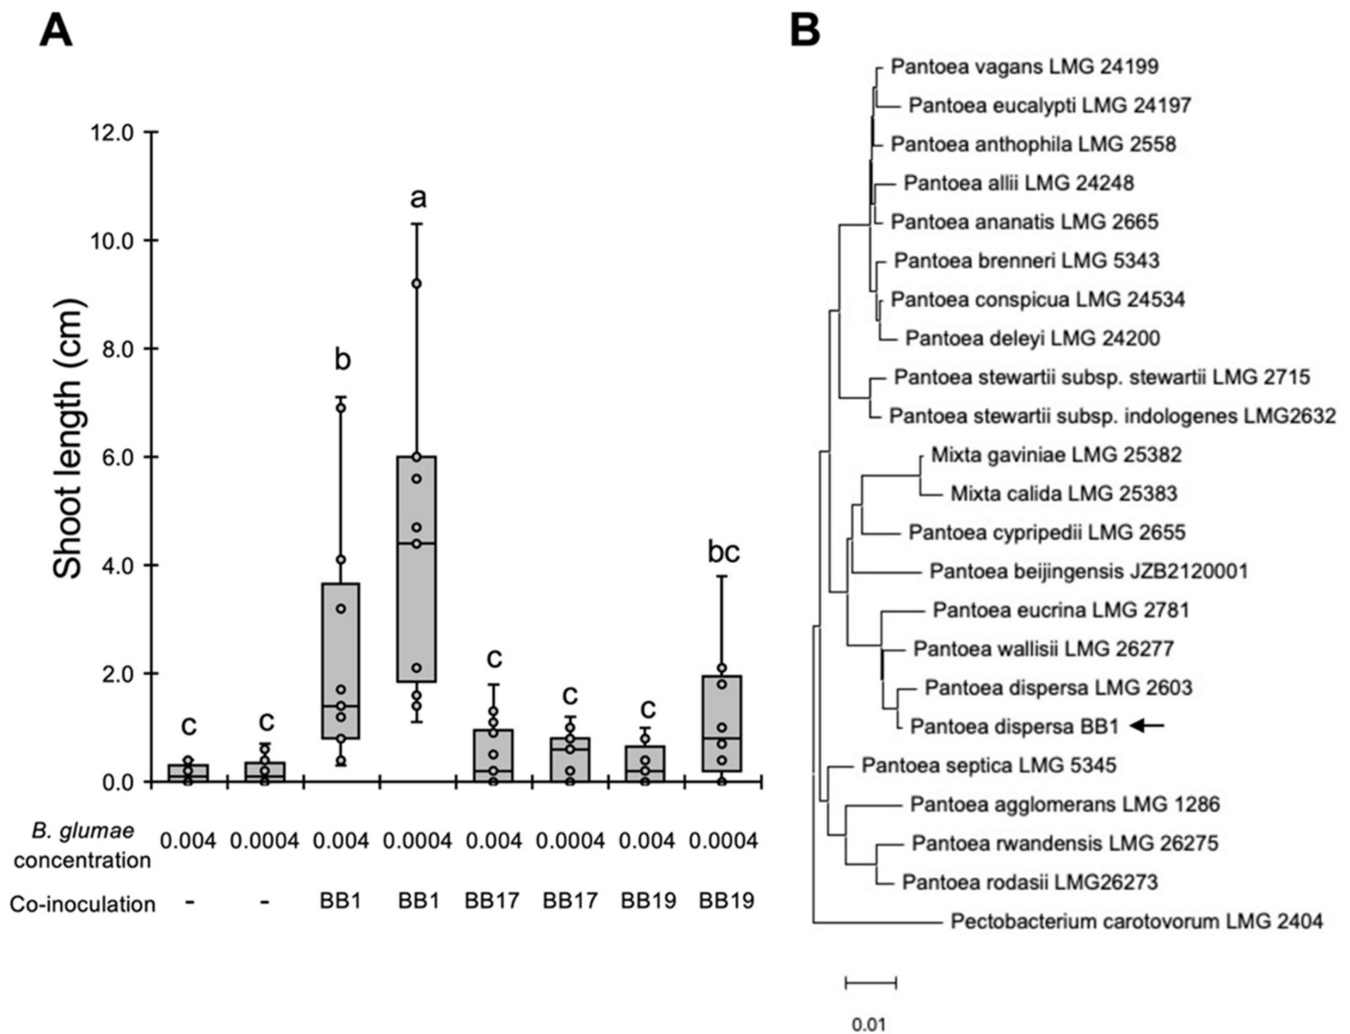 A
12.0
10.0
8.0
6.0
4.0
2.0
0.0
Shoot length (cm)
c
c
b
a
c
c
c
bc
B. glumae
concentration
0.004 0.0004 0.004 0.0004 0.004 0.0004 0.004 0.0004
Co-inoculation - - BB1 BB1 BB17 BB17 BB19 BB19
B
Pantoea vagans LMG 24199
Pantoea eucalypti LMG 24197
Pantoea anthophila LMG 2558
Pantoea allii LMG 24248
Pantoea ananatis LMG 2665
Pantoea brenneri LMG 5343
Pantoea conspicua LMG 24534
Pantoea deleyi LMG 24200
Pantoea stewartii subsp. stewartii LMG 2715
Pantoea stewartii subsp. indologenes LMG2632
Mixta gaviniae LMG 25382
Mixta calida LMG 25383
Pantoea cypripedii LMG 2655
Pantoea beijingensis JZB2120001
Pantoea eucrina LMG 2781
Pantoea wallisii LMG 26277
Pantoea dispersa LMG 2603
Pantoea dispersa BB1
Pantoea septica LMG 5345
Pantoea agglomerans LMG 1286
Pantoea rwandensis LMG 26275
Pantoea rodasii LMG26273
Pectobacterium carotovorum LMG 2404
0.01